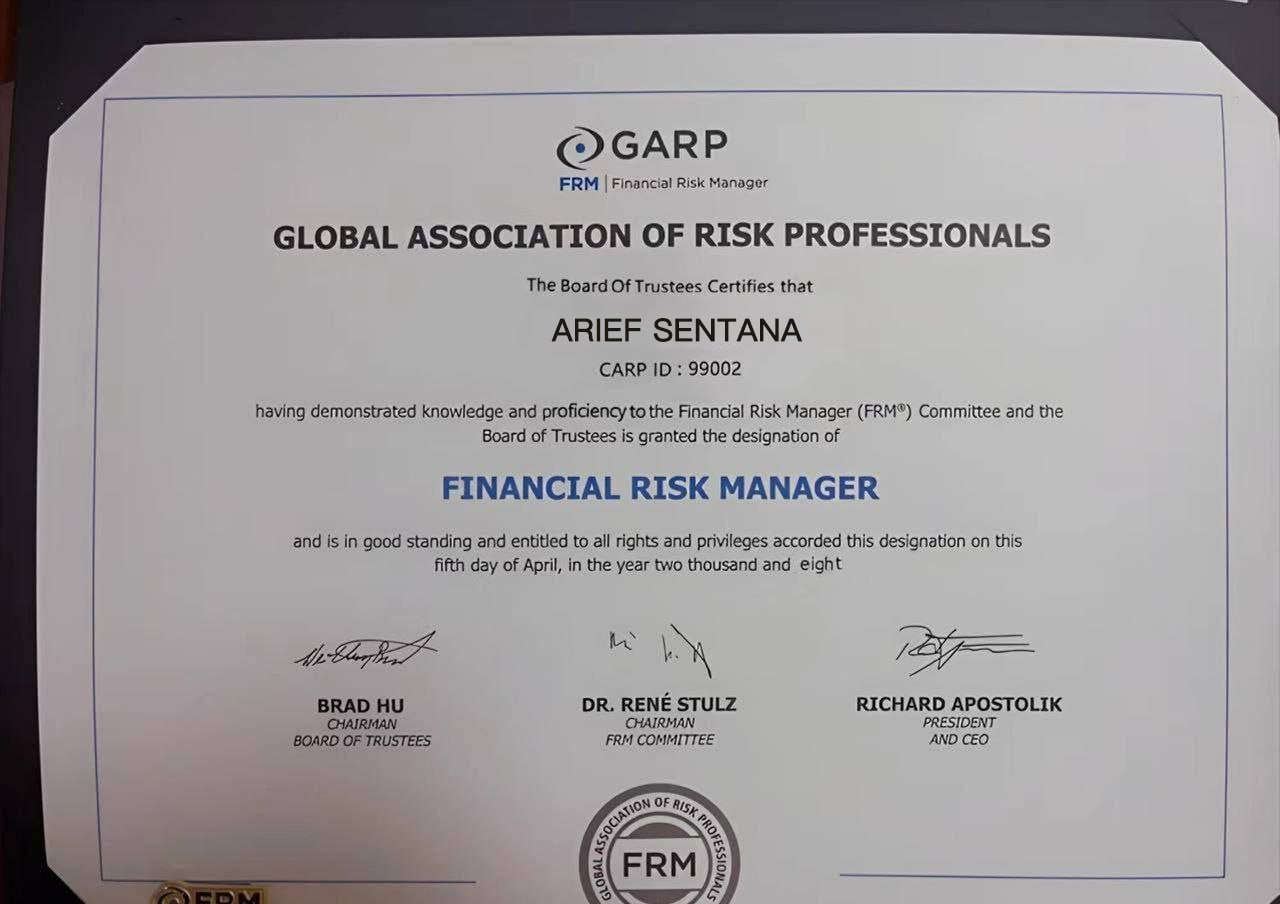 GARP
FRM | Financial Risk Manager
GLOBAL ASSOCIATION OF RISK PROFESSIONALS
The Board Of Trustees Certifies that
ARIEF SENTANA
CARP ID : 99002
having demonstrated knowledge and proficiency to the Financial Risk Manager (FRM®) Committee and the
Board of Trustees is granted the designation of
FINANCIAL RISK MANAGER
and is in good standing and entitled to all rights and privileges accorded this designation on this
fifth day of April, in the year two thousand and eight
BRAD HU
CHAIRMAN
BOARD OF TRUSTEES
DR. RENÉ STULZ
CHAIRMAN
FRM COMMITTEE
RICHARD APOSTOLIK
PRESIDENT
AND CEO
GLOBAL ASSOCIATION OF RISK PROFESSIONALS
FRM
FRM